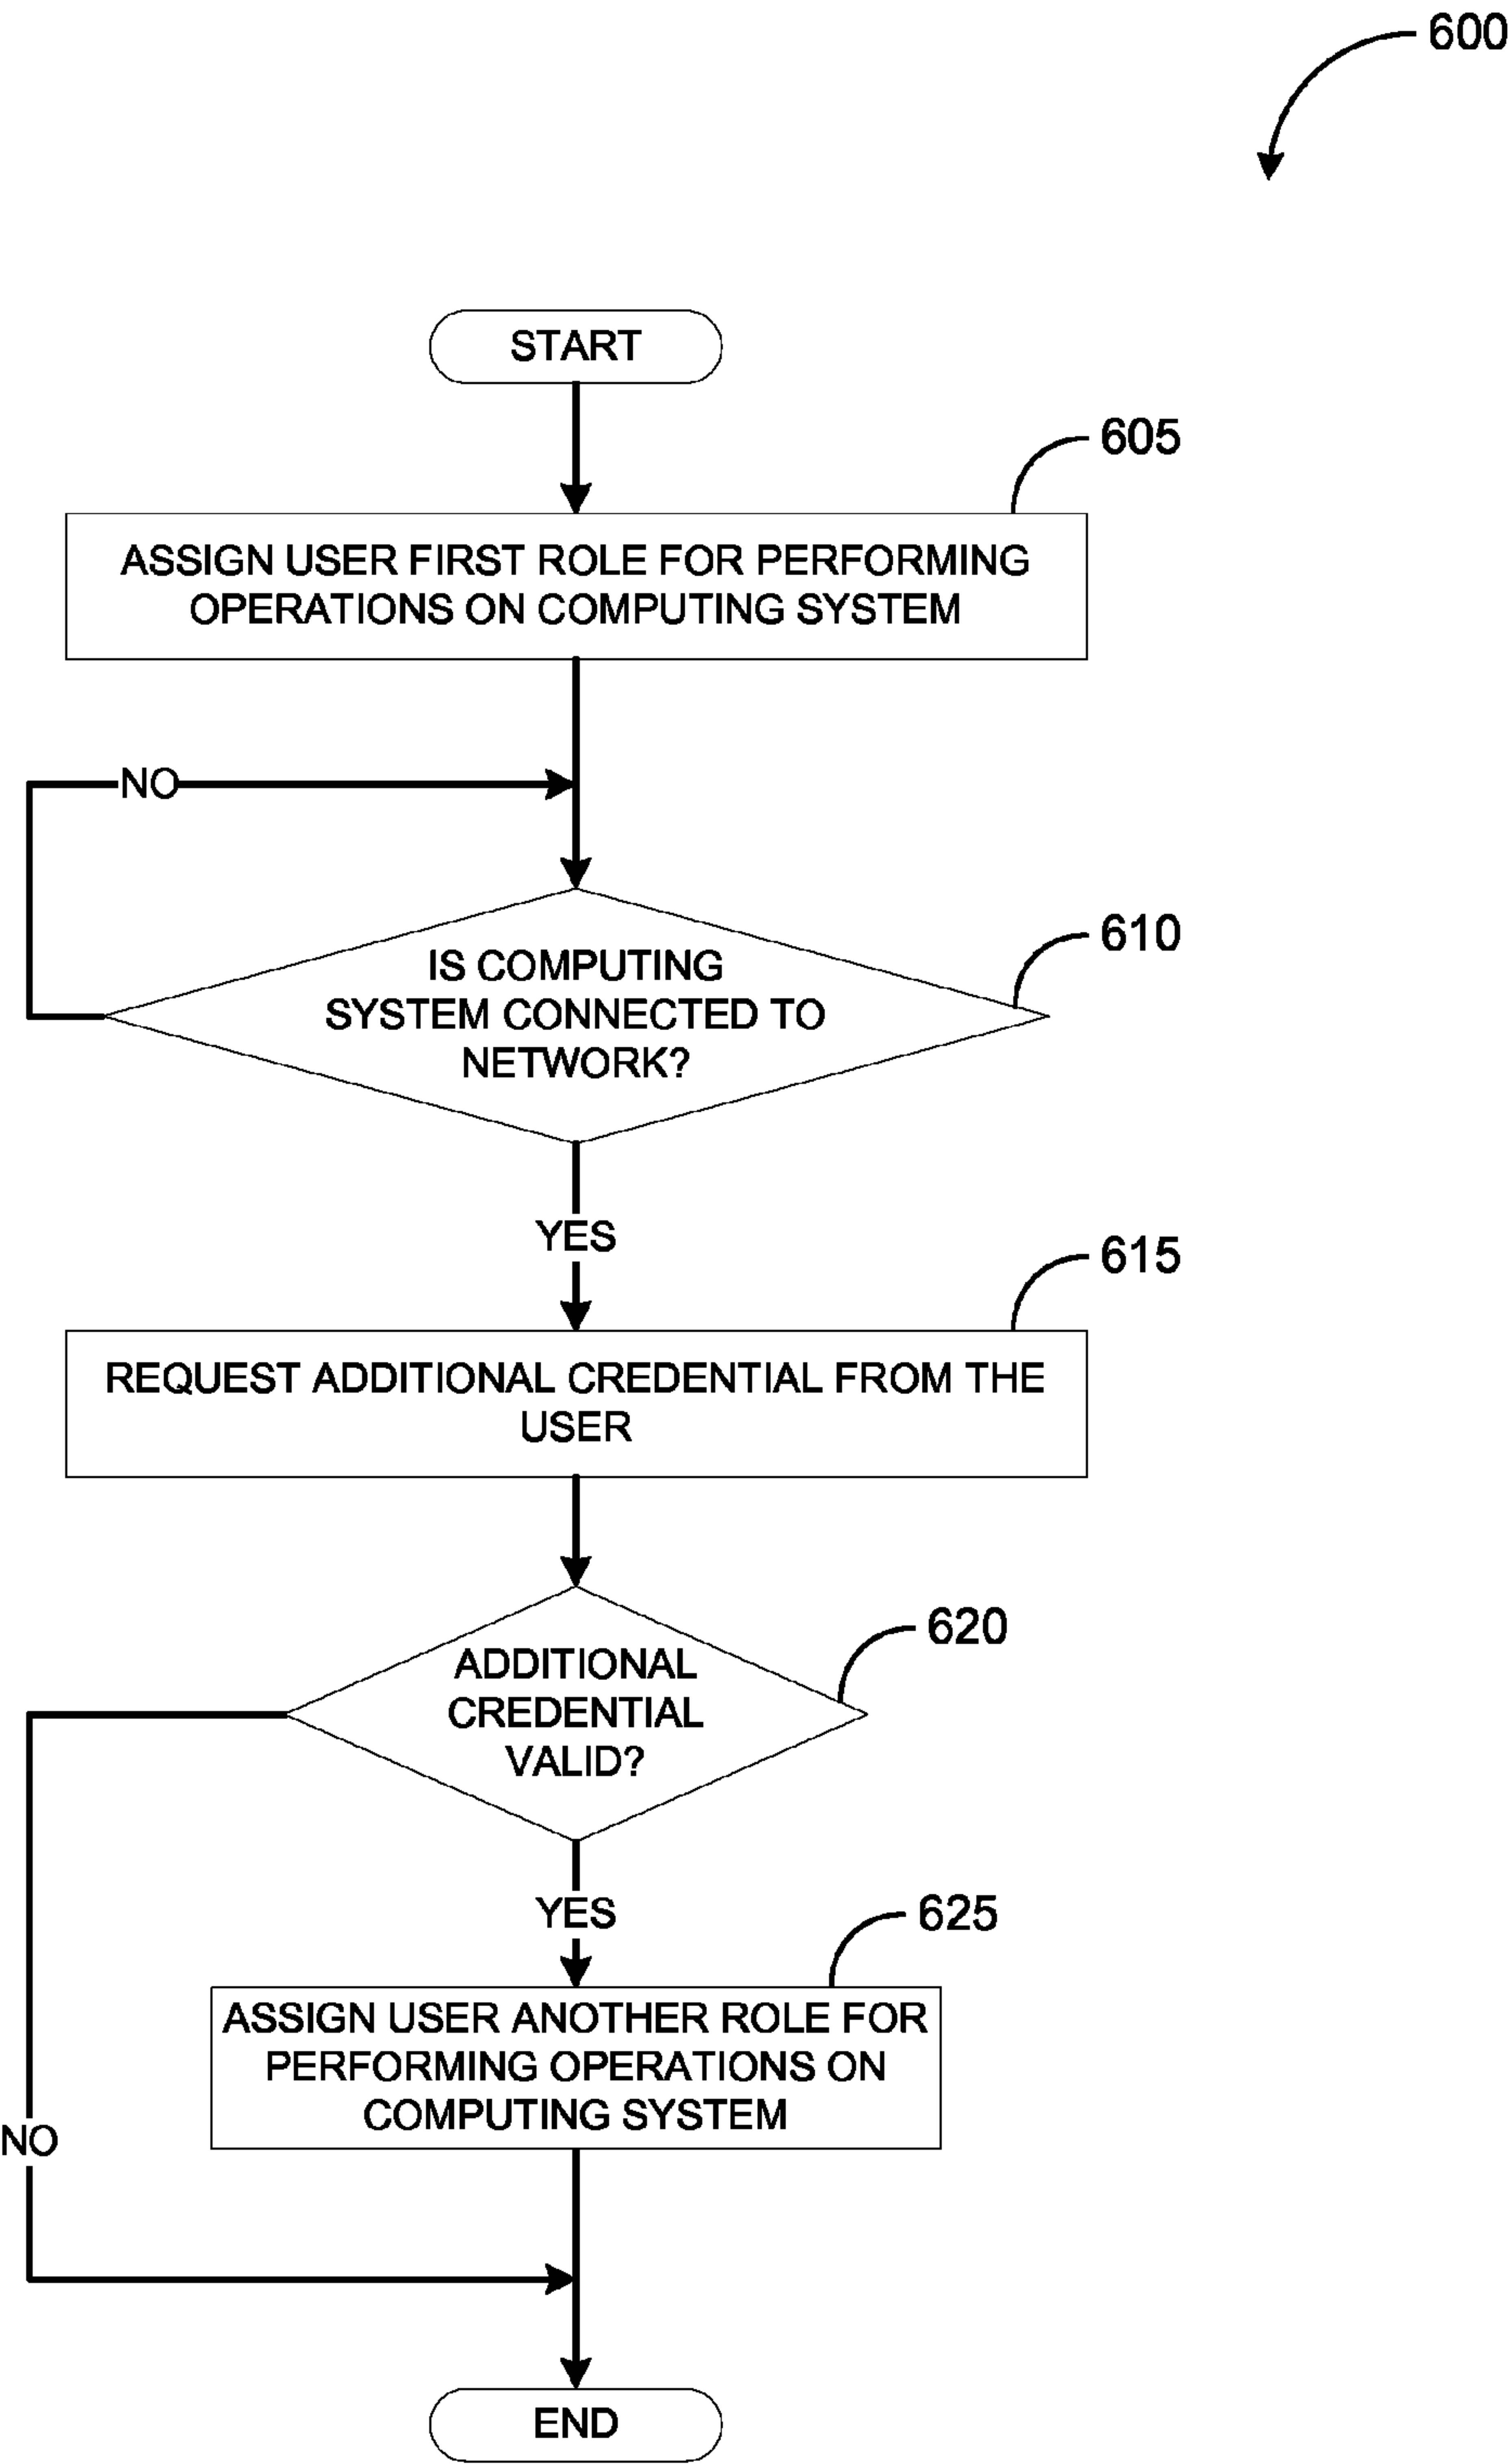 600
START
605
ASSIGN USER FIRST ROLE FOR PERFORMING
OPERATIONS ON COMPUTING SYSTEM
NO
610
IS COMPUTING
SYSTEM CONNECTED TO
NETWORK?
YES
615
REQUEST ADDITIONAL CREDENTIAL FROM THE
USER
620
ADDITIONAL
CREDENTIAL
VALID?
YES
625
ASSIGN USER ANOTHER ROLE FOR
PERFORMING OPERATIONS ON
COMPUTING SYSTEM
NO
END